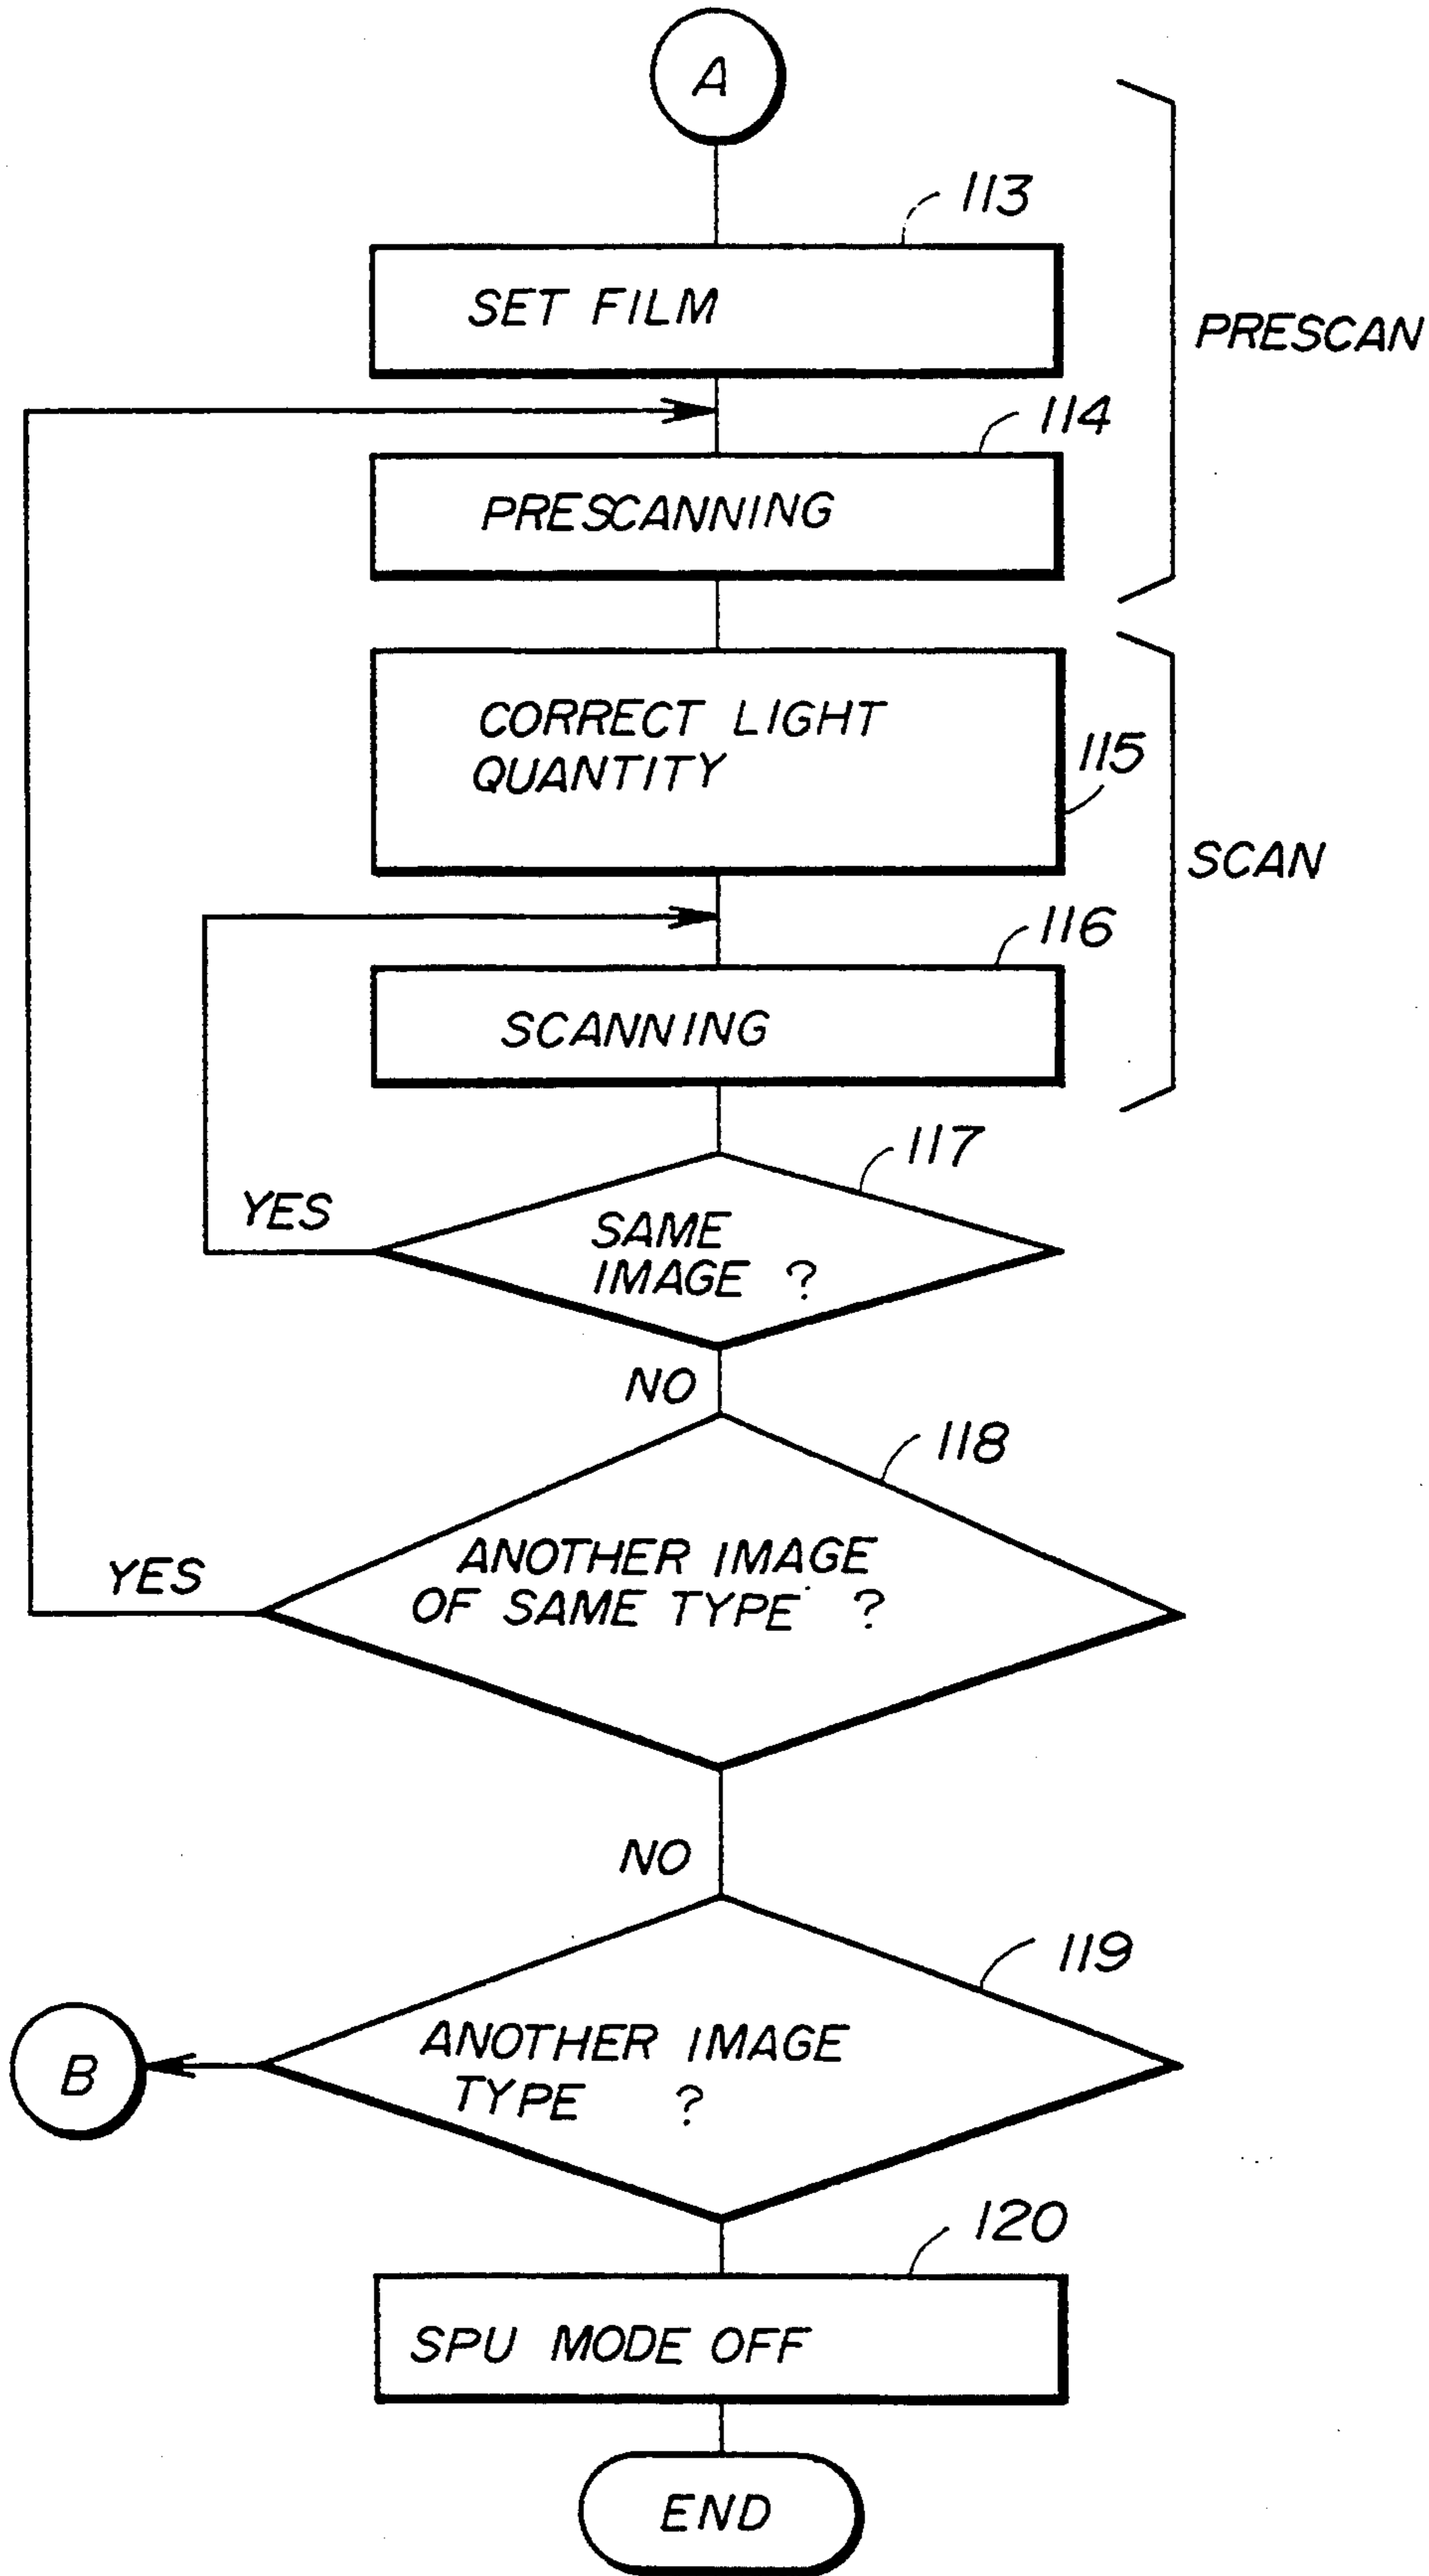 A
113
SET FILM
PRESCAN
114
PRESCANNING
CORRECT LIGHT
QUANTITY
115
SCAN
116
SCANNING
117
YES
SAME
IMAGE ?
NO
118
YES
ANOTHER IMAGE
OF SAME TYPE ?
NO
119
B
ANOTHER IMAGE
TYPE ?
120
SPU MODE OFF
END